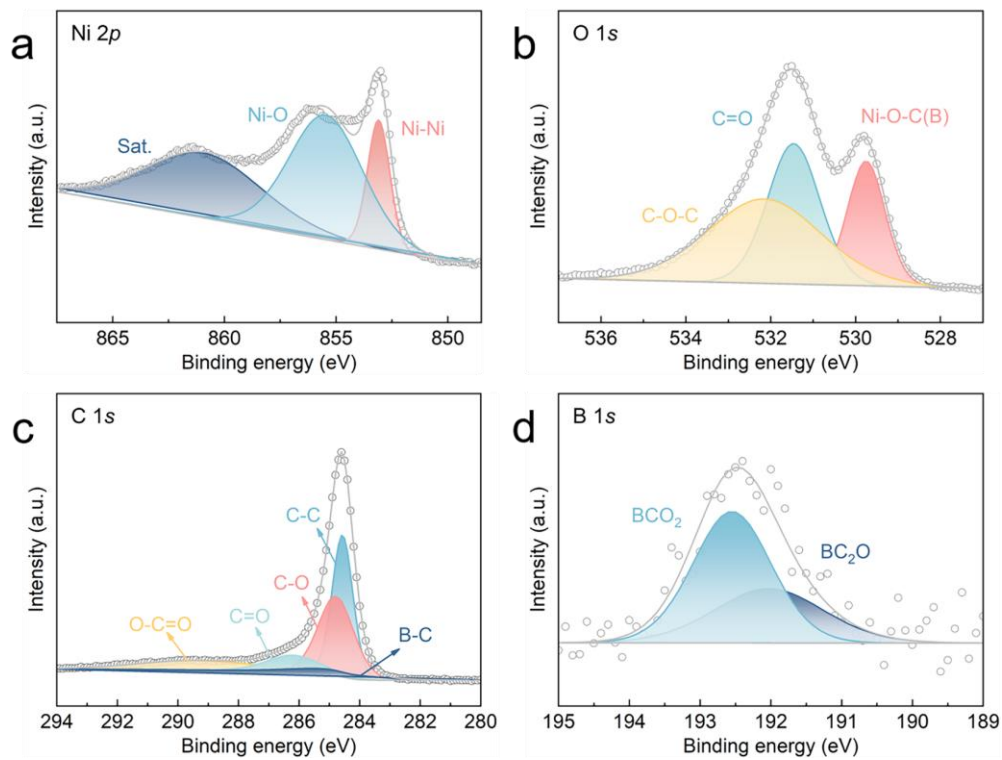 a
Ni 2p
Sat.
Ni-O
Ni-Ni
Intensity (a.u.)
865 860 855 850
Binding energy (eV)
b
O 1s
C=O
Ni-O-C(B)
C-O-C
Intensity (a.u.)
536 534 532 530 528
Binding energy (eV)
c
C 1s
C-C
C-O
C=O
O-C=O
B-C
Intensity (a.u.)
294 292 290 288 286 284 282 280
Binding energy (eV)
d
B 1s
BCO₂
BC₂O
Intensity (a.u.)
195 194 193 192 191 190 189
Binding energy (eV)